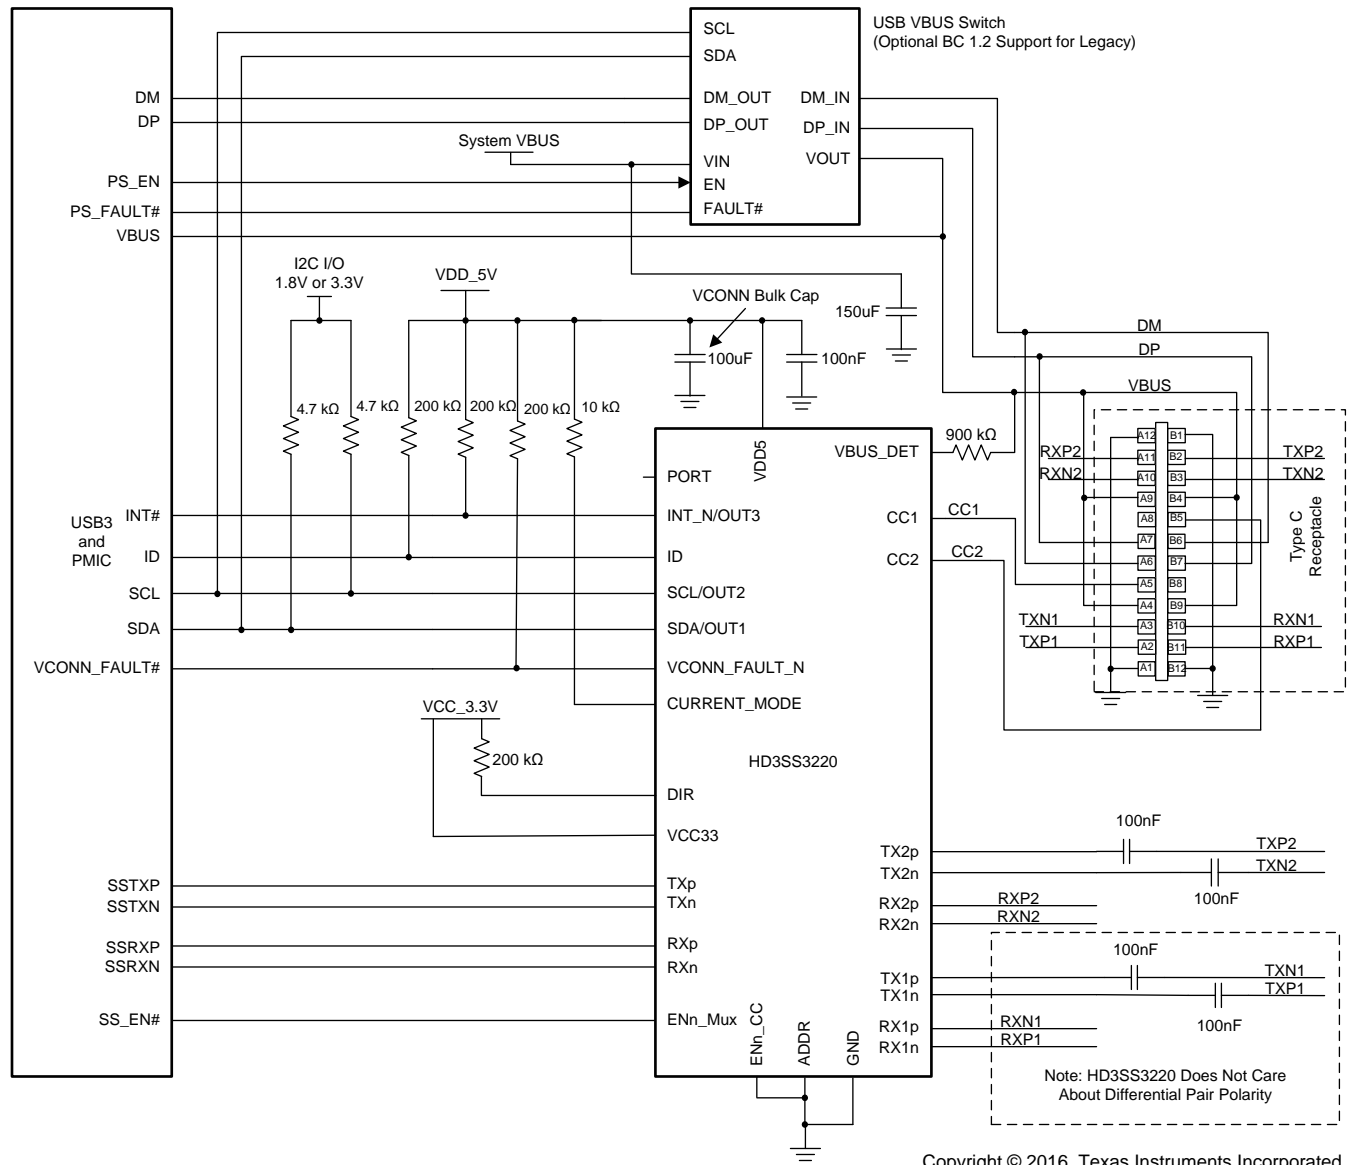 USB VBUS Switch
(Optional BC 1.2 Support for Legacy)
SCL
SDA
DM
DP
DM_OUT
DP_OUT
DM_IN
DP_IN
System VBUS
VIN
VOUT
PS_EN
EN
PS_FAULT#
FAULT#
VBUS
I2C I/O
1.8V or 3.3V
VDD_5V
VCONN Bulk Cap
150uF
100uF
100nF
DM
DP
VBUS
4.7 kΩ
4.7 kΩ
200 kΩ
200 kΩ
200 kΩ
10 kΩ
900 kΩ
VBUS_DET
VDD5
PORT
USB3
and
PMIC
INT#
INT_N/OUT3
CC1
CC1
ID
ID
CC2
CC2
SCL
SCL/OUT2
SDA
SDA/OUT1
VCONN_FAULT#
VCONN_FAULT_N
CURRENT_MODE
VCC_3.3V
200 kΩ
HD3SS3220
DIR
VCC33
A12
B1
RXP2
A11
B2
TXP2
RXN2
A10
B3
TXN2
A9
B4
A8
B5
A7
B6
A6
B7
A5
B8
A4
B9
TXN1
A3
B10
RXN1
TXP1
A2
B11
RXP1
A1
B12
Type C
Receptacle
SSTXP
TXp
SSTXN
TXn
SSRXP
RXp
SSRXN
RXn
SS_EN#
ENn_Mux
ENn_CC
ADDR
GND
100nF
TX2p
TXP2
TX2n
TXN2
100nF
RX2p
RXP2
RX2n
RXN2
100nF
TX1p
TXN1
TX1n
TXP1
100nF
RX1p
RXN1
RX1n
RXP1
Note: HD3SS3220 Does Not Care
About Differential Pair Polarity
Copyright © 2016, Texas Instruments Incorporated